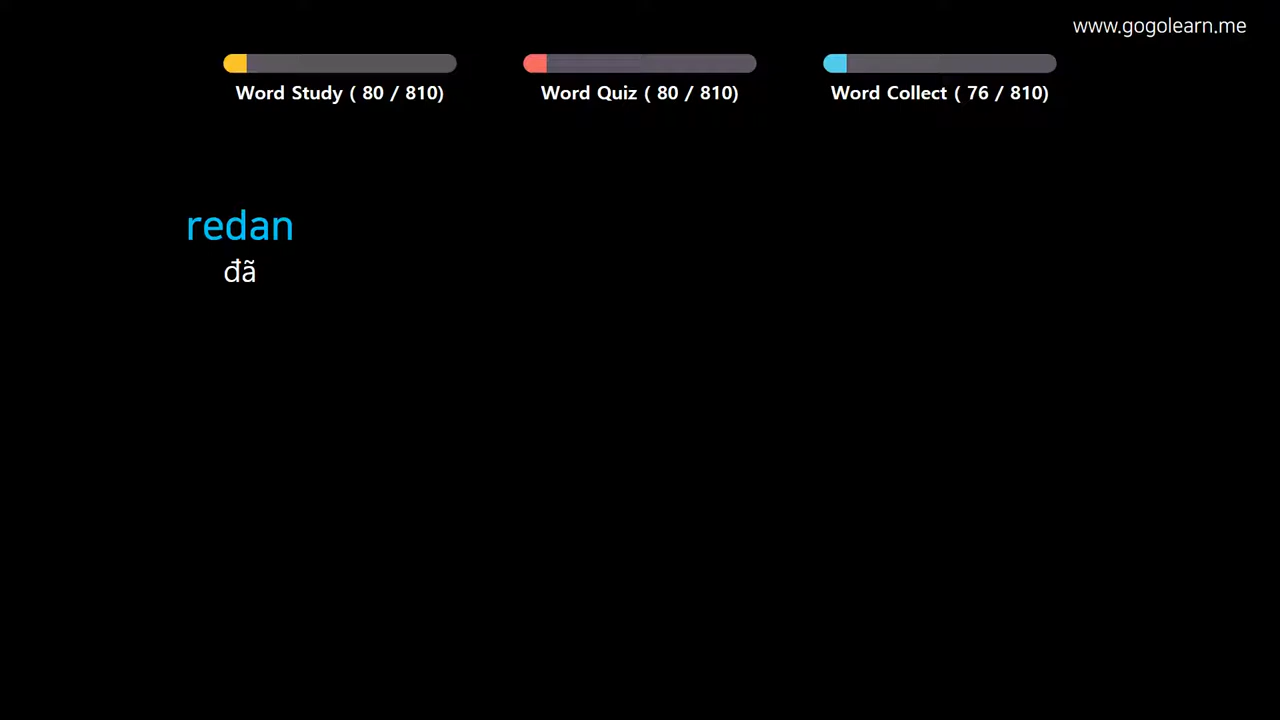 www.gogolearn.me
Word Study ( 80 / 810)
Word Quiz ( 80 / 810)
Word Collect ( 76 / 810)
redan
đã